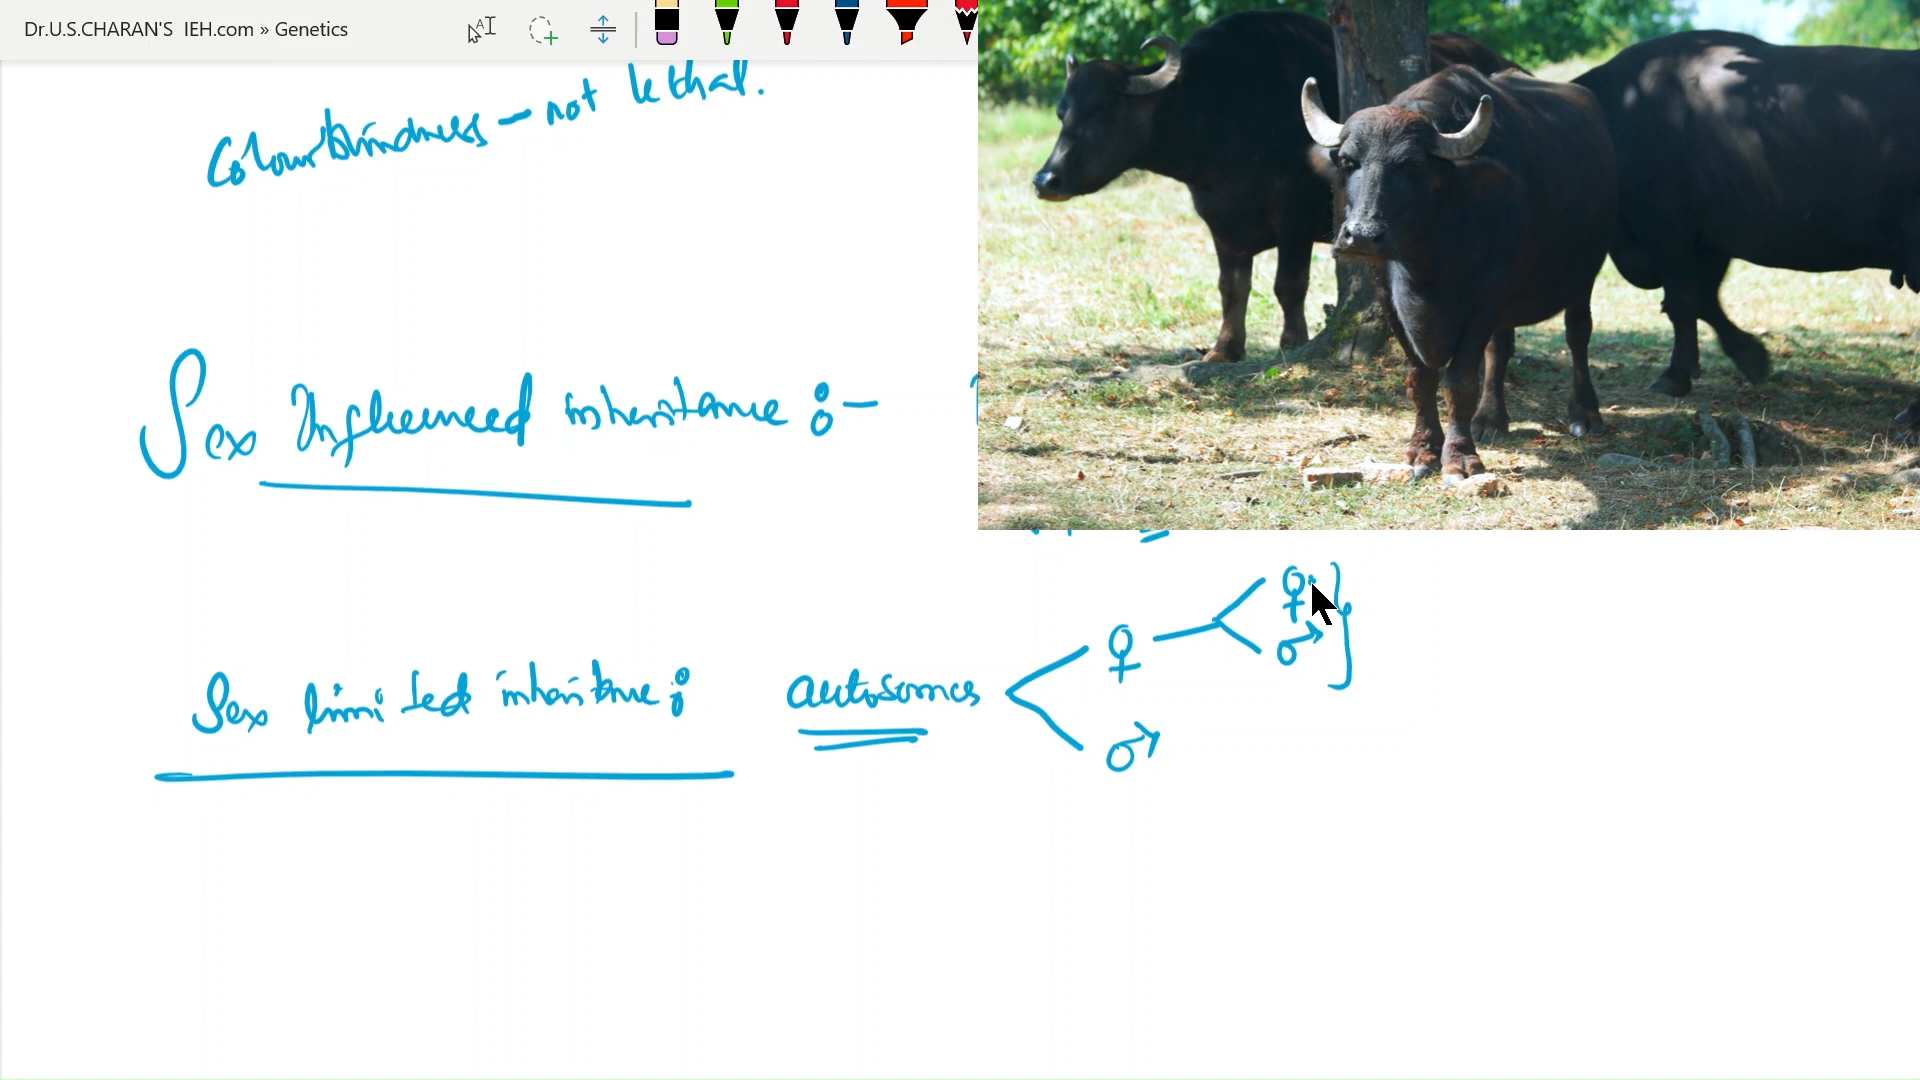 Dr.U.S.CHARAN'S IEH.com » Genetics
Colourblindness - not lethal.
Sex Influenced inheritance :-
Sex limited inheritance :
autosomes
♀
♂
♀
♂